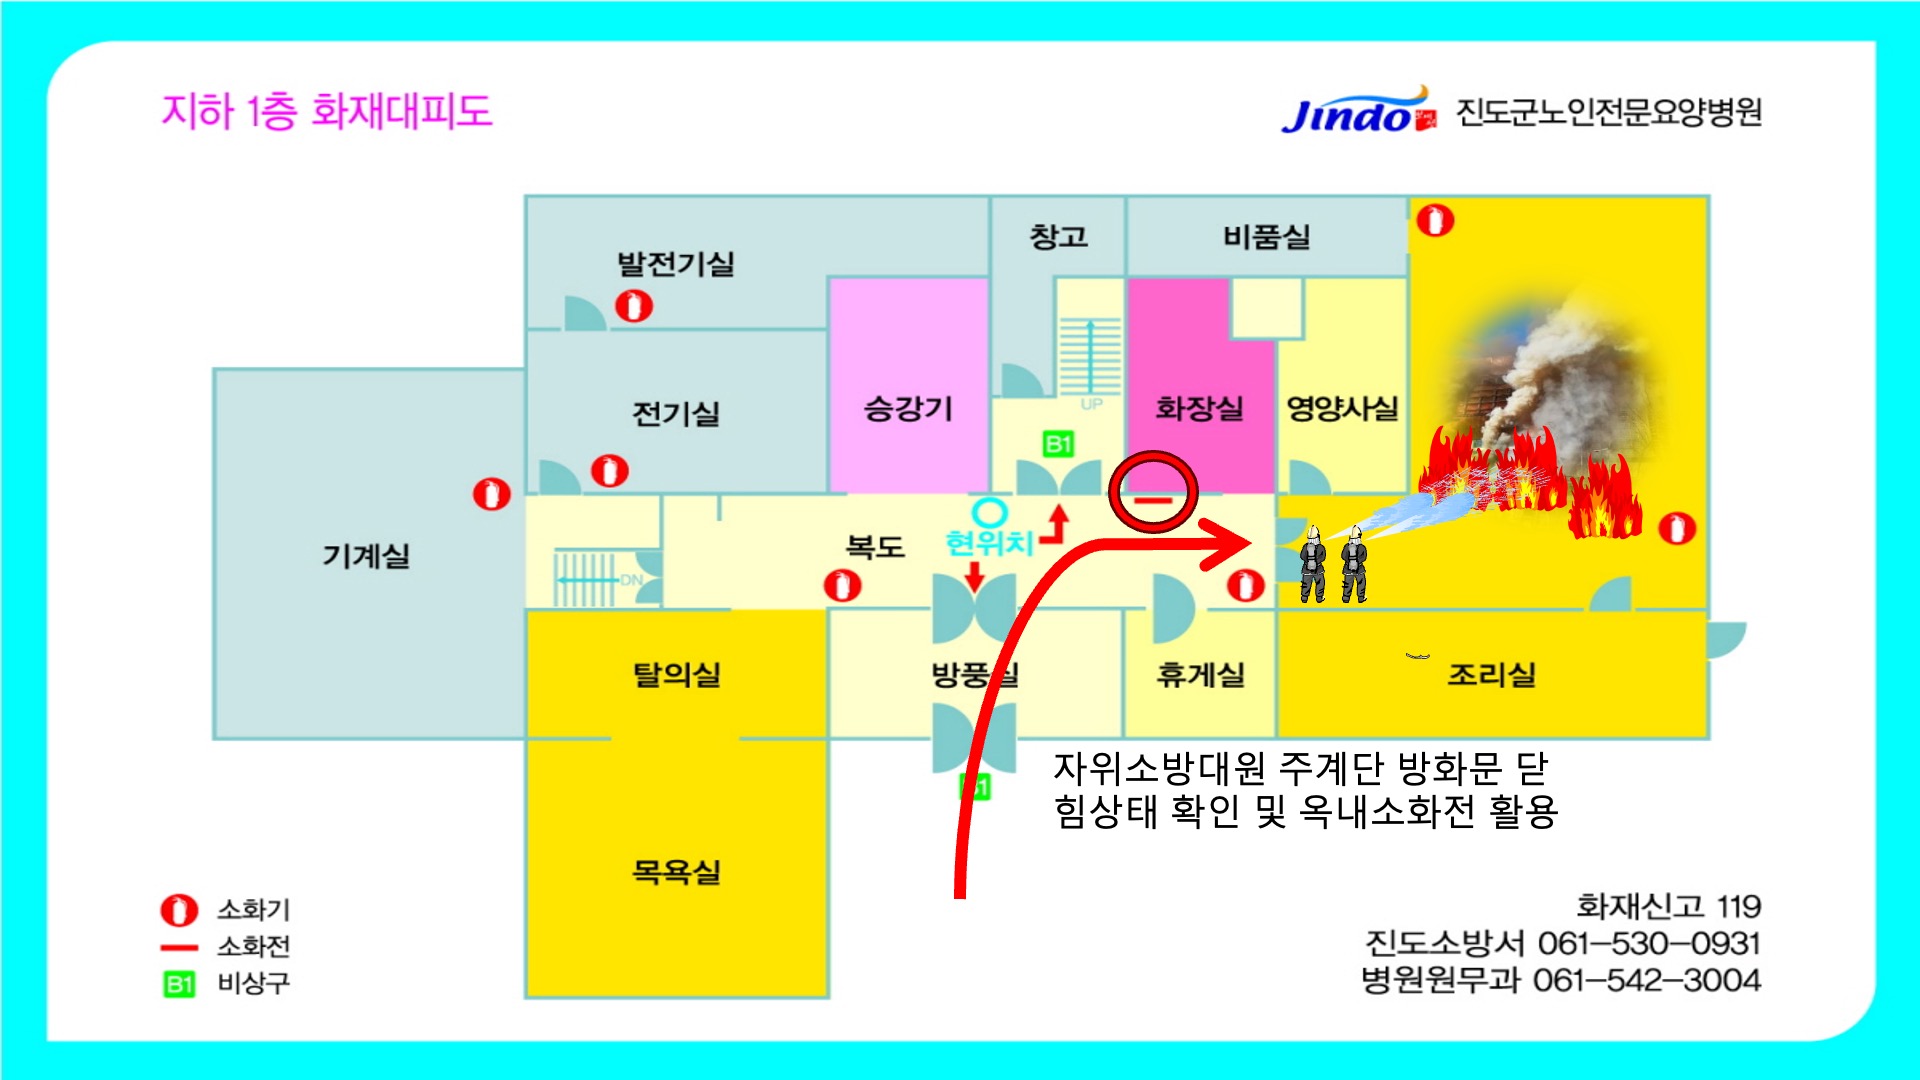 지하 1층 화재대피도
Jindo 진도군노인전문요양병원
발전기실
창고
비품실
전기실
승강기
UP
화장실
영양사실
B1
기계실
복도
현위치
DN
탈의실
방풍실
휴게실
조리실
B1
자위소방대원 주계단 방화문 닫
힘상태 확인 및 옥내소화전 활용
목욕실
소화기
소화전
B1 비상구
화재신고 119
진도소방서 061-530-0931
병원원무과 061-542-3004